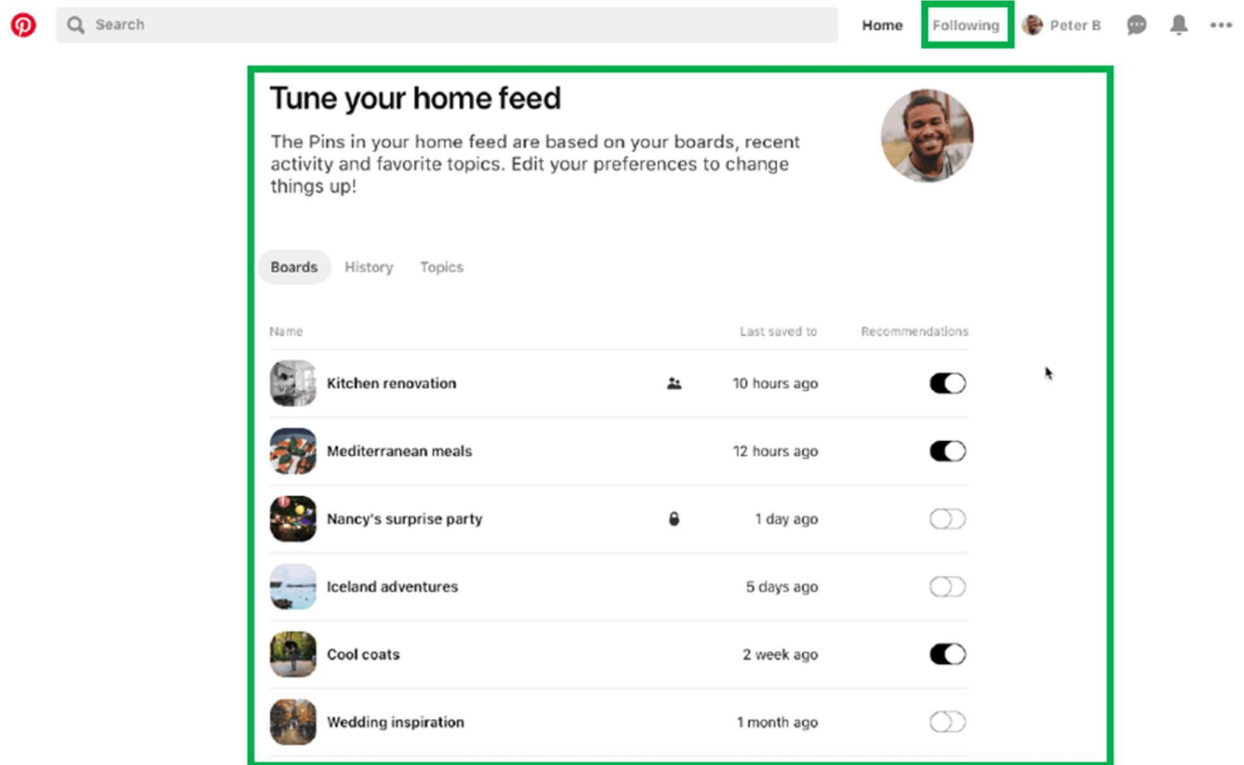 Search
Home Following Peter B
Tune your home feed
The Pins in your home feed are based on your boards, recent
activity and favorite topics. Edit your preferences to change
things up!
Boards History Topics
Name Last saved to Recommendations
Kitchen renovation 10 hours ago
Mediterranean meals 12 hours ago
Nancy's surprise party 1 day ago
Iceland adventures 5 days ago
Cool coats 2 week ago
Wedding inspiration 1 month ago